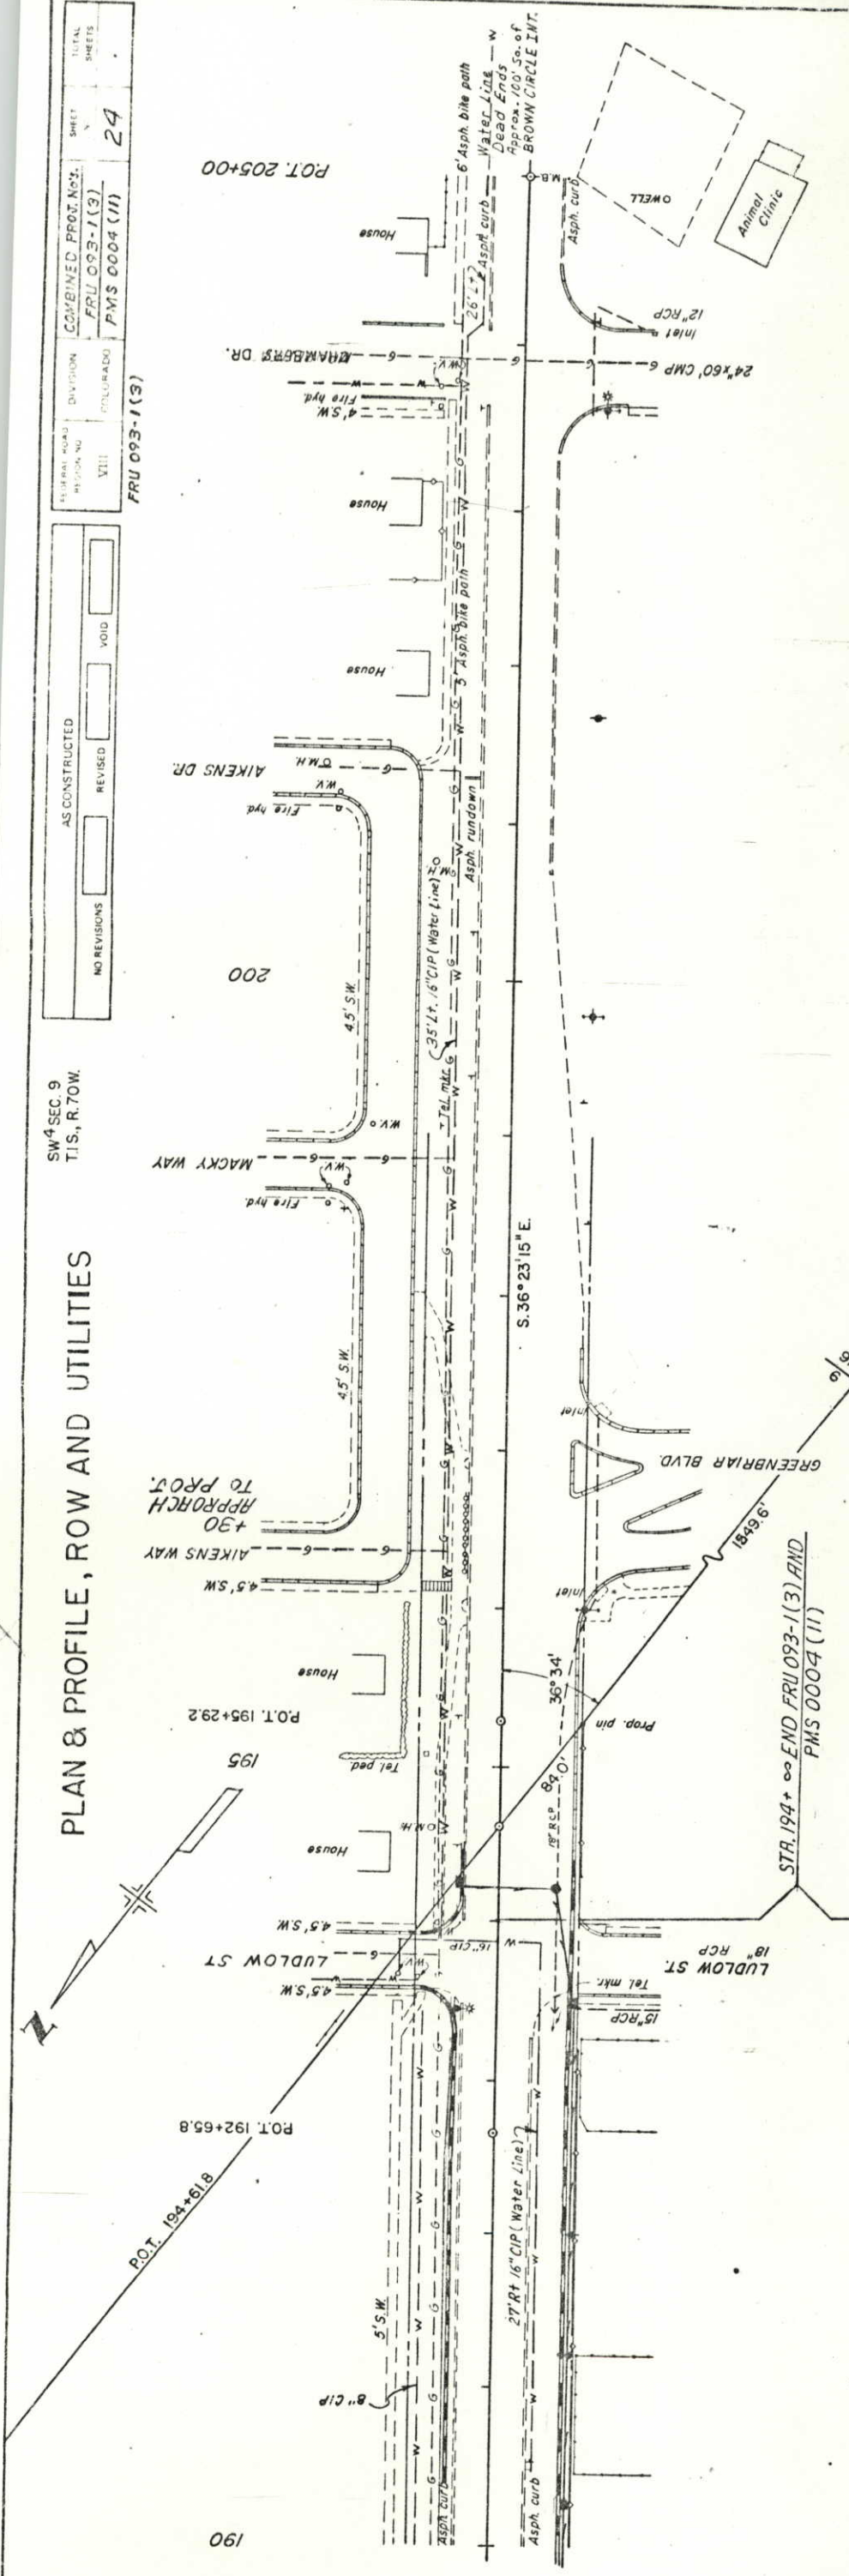 PLAN & PROFILE, ROW AND UTILITIES
SW⁴ SEC. 9
T.1S., R.70W.
AS CONSTRUCTED
NO REVISIONS
REVISED
VOID
FEDERAL ROAD
REGION NO
DIVISION
COMBINED PROJ. No's.
SHEET
TOTAL
SHEETS
VIII
COLORADO
FRU 093-1(3)
PMS 0004 (11)
24
FRU 093-1(3)
190
P.O.T. 194+61.8
P.O.T. 192+65.8
195
P.O.T. 195+29.2
+30
APPROACH
TO PROJ.
200
P.O.T. 205+00
8" CIP
5' S.W.
4.5' S.W.
LUDLOW ST
4.5' S.W.
House
Tel. ped.
House
4.5' S.W.
AIKENS WAY
4.5' S.W.
Fire hyd.
W.V.
MACKY WAY
W.V.
4.5' S.W.
Fire hyd.
W.V.
AIKENS DR.
M.H.
House
House
4' S.W.
Fire hyd.
W.V.
CHAMBERS DR.
House
Asph. curb
16" CIP
W.V.
M.H.
Tel. mkr.
(35' Lt. 16" CIP (Water Line)
M.H.
Asph. rundown
5' Asph. bike path
26' Lt.
Asph. curb
6' Asph. bike path
Water Line
Dead Ends
Approx. 100' So. of
BROWN CIRCLE INT.
S. 36° 23' 15" E.
Asph. curb
27' Rt 16" CIP (Water Line)
15" RCP
Tel. mkr.
LUDLOW ST.
18" RCP
18" RCP
84.0'
36° 34'
Prop. pin
STA. 194+ ∞ END FRU 093-1(3) AND
PMS 0004 (11)
1849.6'
Inlet
GREENBRIAR BLVD.
Inlet
24"x60' CMP
Inlet
12" RCP
M.B.
Asph. curb
WELL
Animal
Clinic
N